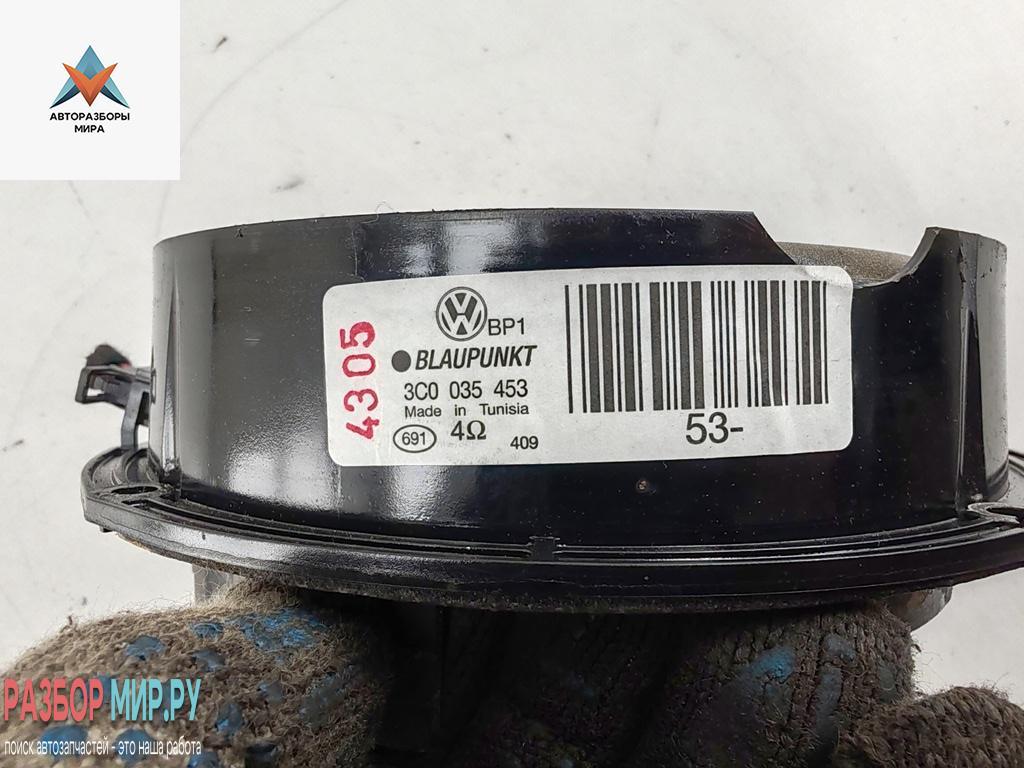 АВТОРАЗБОРЫ
МИРА
4305
BP1
BLAUPUNKT
3C0 035 453
Made in Tunisia
691 4Ω 409
53-
РАЗБОР МИР.РУ
поиск автозапчастей - это наша работа